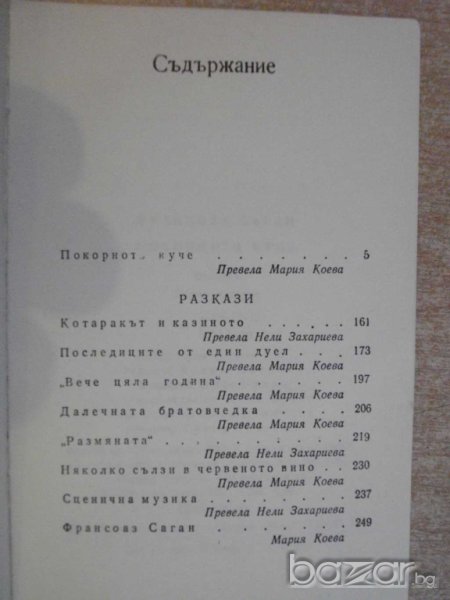 Съдържание
Покорното куче . . . . . . . 5
Превела Мария Коева
РАЗКАЗИ
Котаракът и казиното . . . . . . 161
Превела Нели Захариева
Последиците от един дуел . . . . 173
Превела Мария Коева
„Вече цяла година“ . . . . . . 197
Превела Мария Коева
Далечната братовчедка . . . . 206
Превела Мария Коева
„Размяната“ . . . . . . . . . 219
Превела Нели Захариева
Няколко сълзи в червеното вино . . 230
Превела Мария Коева
Сценична музика . . . . . . . 237
Превела Нели Захариева
Франсоаз Саган . . . . . . . 249
Мария Коева
bazar.bg